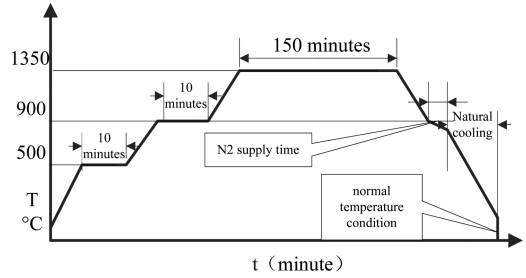 150 minutes
1350
10
minutes
900
Natural
cooling
10
minutes
N2 supply time
500
normal
temperature
condition
T
°C
t（minute）